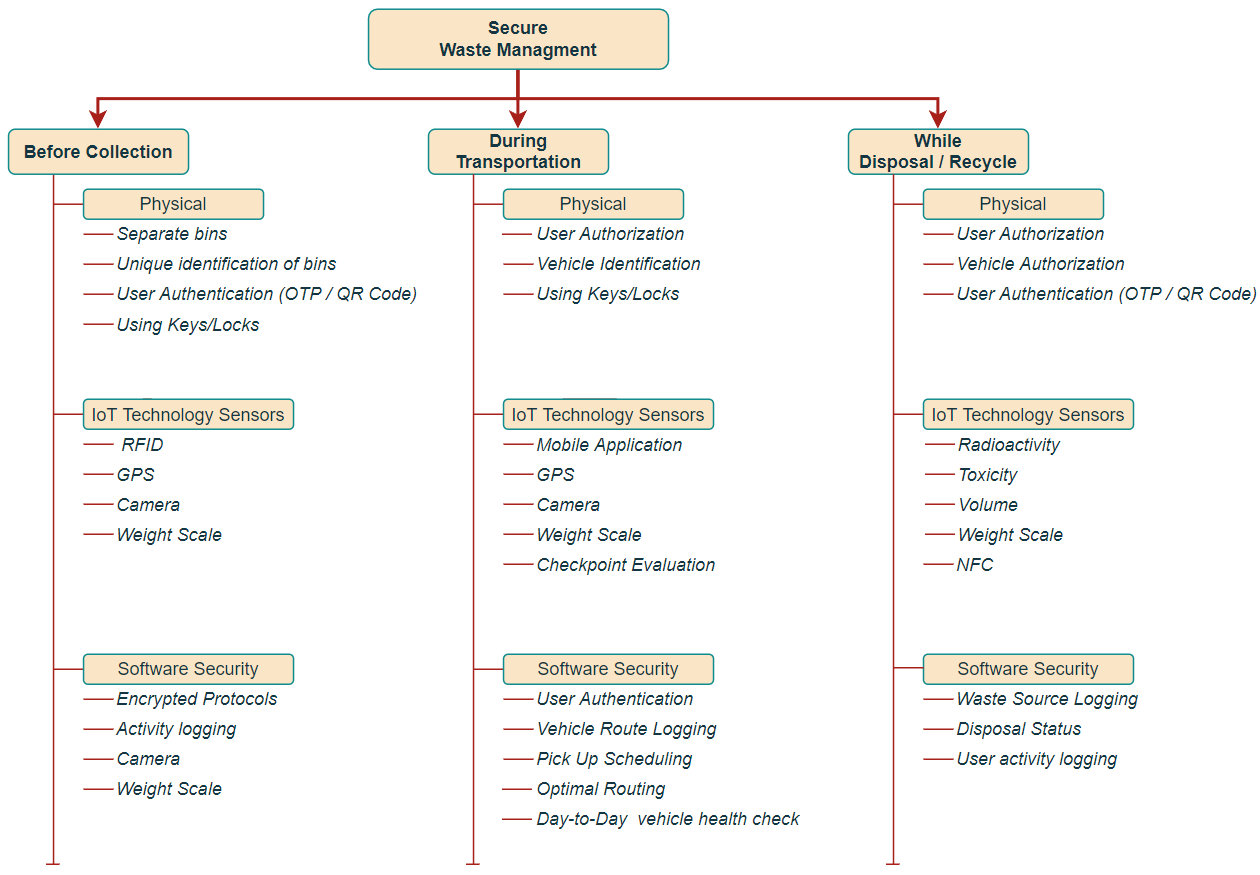 Secure
Waste Managment
Before Collection
Physical
Separate bins
Unique identification of bins
User Authentication (OTP / QR Code)
Using Keys/Locks
IoT Technology Sensors
RFID
GPS
Camera
Weight Scale
Software Security
Encrypted Protocols
Activity logging
Camera
Weight Scale
During
Transportation
Physical
User Authorization
Vehicle Identification
Using Keys/Locks
IoT Technology Sensors
Mobile Application
GPS
Camera
Weight Scale
Checkpoint Evaluation
Software Security
User Authentication
Vehicle Route Logging
Pick Up Scheduling
Optimal Routing
Day-to-Day vehicle health check
While
Disposal / Recycle
Physical
User Authorization
Vehicle Authorization
User Authentication (OTP / QR Code)
IoT Technology Sensors
Radioactivity
Toxicity
Volume
Weight Scale
NFC
Software Security
Waste Source Logging
Disposal Status
User activity logging